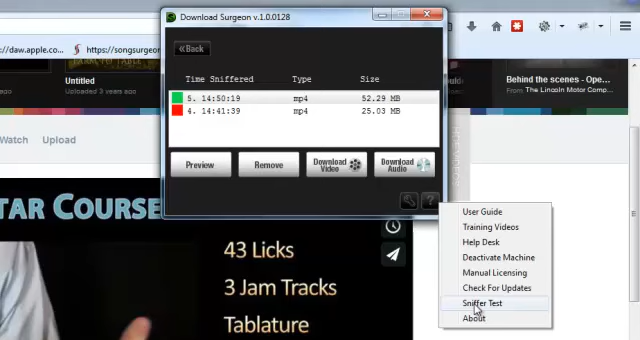 Download Surgeon v.1.0.0128
/daw.apple.co...
https://songsurgeon
«Back
Time Sniffered Type Size
5. 14:50:19 mp4 52.29 MB
4. 14:41:39 mp4 25.03 MB
Preview
Remove
Download Video
Download Audio
?
Untitled
Uploaded 3 years ago
Behind the scenes - Ope...
From The Lincoln Motor Comp...
Watch Upload
TAR COURSE
43 Licks
3 Jam Tracks
Tablature
User Guide
Training Videos
Help Desk
Deactivate Machine
Manual Licensing
Check For Updates
Sniffer Test
About